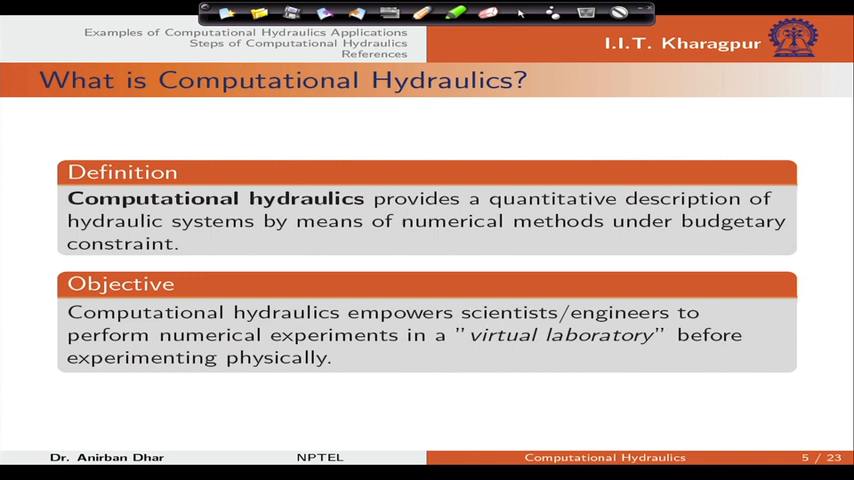 Examples of Computational Hydraulics Applications
Steps of Computational Hydraulics
References
I.I.T. Kharagpur
What is Computational Hydraulics?
Definition
Computational hydraulics provides a quantitative description of
hydraulic systems by means of numerical methods under budgetary
constraint.
Objective
Computational hydraulics empowers scientists/engineers to
perform numerical experiments in a "virtual laboratory" before
experimenting physically.
Dr. Anirban Dhar
NPTEL
Computational Hydraulics
5 / 23